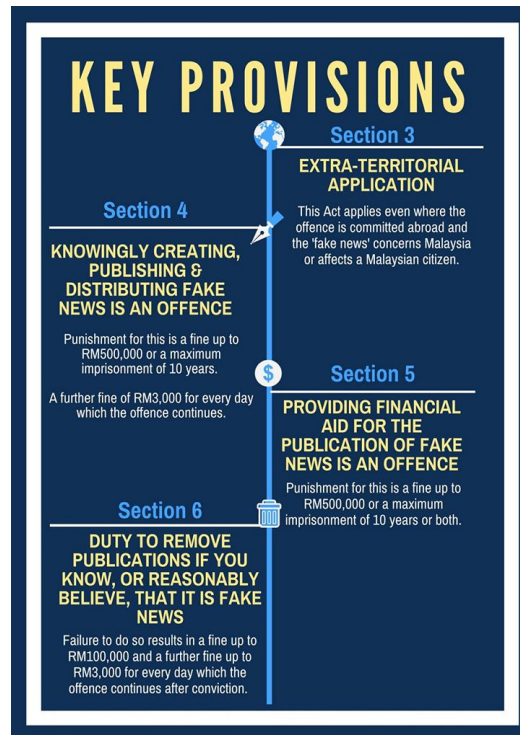 KEY PROVISIONS
Section 3
EXTRA-TERRITORIAL
APPLICATION
This Act applies even where the
offence is committed abroad and
the 'fake news' concerns Malaysia
or affects a Malaysian citizen.
Section 4
KNOWINGLY CREATING,
PUBLISHING &
DISTRIBUTING FAKE
NEWS IS AN OFFENCE
Punishment for this is a fine up to
RM500,000 or a maximum
imprisonment of 10 years.
A further fine of RM3,000 for every day
which the offence continues.
$
Section 5
PROVIDING FINANCIAL
AID FOR THE
PUBLICATION OF FAKE
NEWS IS AN OFFENCE
Punishment for this is a fine up to
RM500,000 or a maximum
imprisonment of 10 years or both.
Section 6
DUTY TO REMOVE
PUBLICATIONS IF YOU
KNOW, OR REASONABLY
BELIEVE, THAT IT IS FAKE
NEWS
Failure to do so results in a fine up to
RM100,000 and a further fine up to
RM3,000 for every day which the
offence continues after conviction.